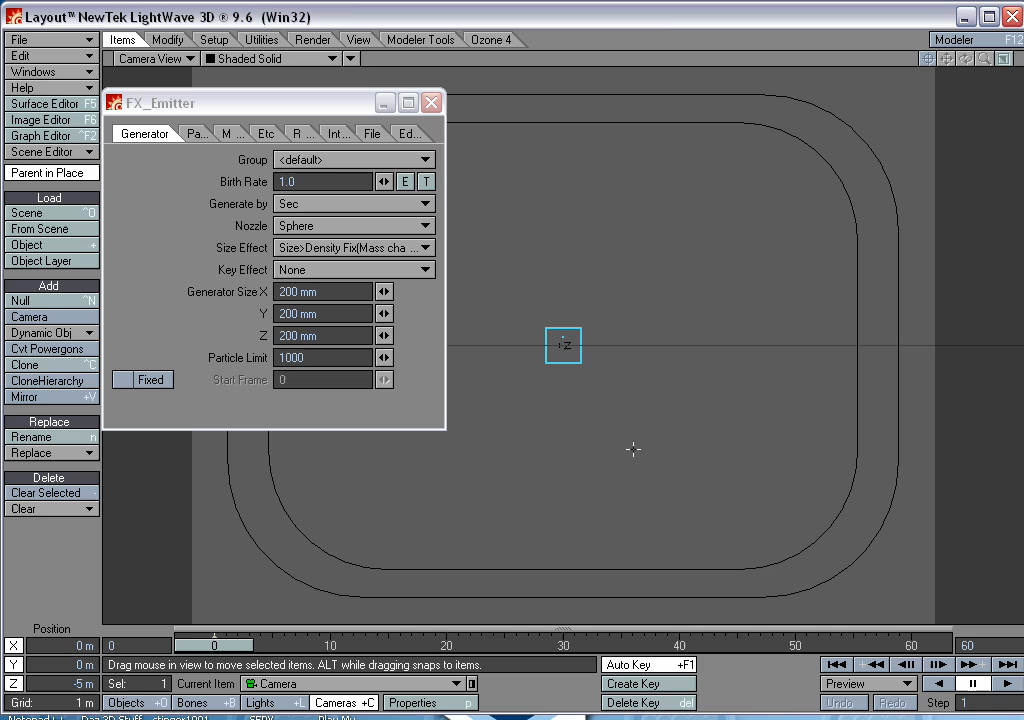 Layout™ NewTek LightWave 3D ® 9.6 (Win32)
File
Items Modify Setup Utilities Render View Modeler Tools Ozone 4
Modeler F12
Edit
Camera View Shaded Solid
Windows
Help
Surface Editor F5
Image Editor F6
Graph Editor ^F2
Scene Editor
Parent in Place
Load
Scene ^O
From Scene
Object +
Object Layer
Add
Null ^N
Camera
Dynamic Obj
Cvt Powergons
Clone ^C
CloneHierarchy
Mirror +V
Replace
Rename n
Replace
Delete
Clear Selected -
Clear
FX_Emitter
Generator Pa... M ... Etc R ... Int... File Ed...
Group <default>
Birth Rate 1.0 E T
Generate by Sec
Nozzle Sphere
Size Effect Size>Density Fix(Mass cha ...
Key Effect None
Generator Size X 200 mm
Y 200 mm
Z 200 mm
Particle Limit 1000
Fixed Start Frame 0
Z
Position
X 0 m 0 0 10 20 30 40 50 60 60
Y 0 m Drag mouse in view to move selected items. ALT while dragging snaps to items. Auto Key +F1
Z -5 m Sel: 1 Current Item Camera Create Key Preview
Grid: 1 m Objects +O Bones +B Lights +L Cameras +C Properties p Delete Key del Undo Redo Step 1